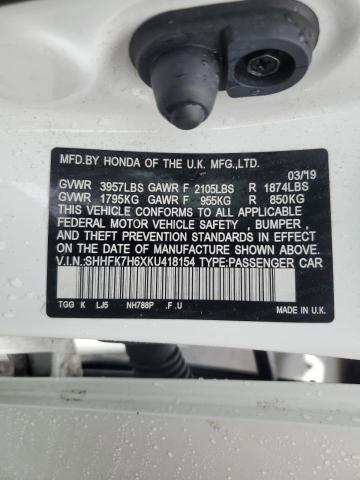 MFD.BY HONDA OF THE U.K. MFG.,LTD.
03/19
GVWR 3957LBS GAWR F 2105LBS R 1874LBS
GVWR 1795KG GAWR F 955KG R 850KG
THIS VEHICLE CONFORMS TO ALL APPLICABLE
FEDERAL MOTOR VEHICLE SAFETY , BUMPER ,
AND THEFT PREVENTION STANDARDS IN EFFECT
ON THE DATE OF MANUFACTURE SHOWN ABOVE.
V.I.N.:SHHFK7H6XKU418154 TYPE:PASSENGER CAR
TGG K LJ5 NH788P .F .U
MADE IN U.K.